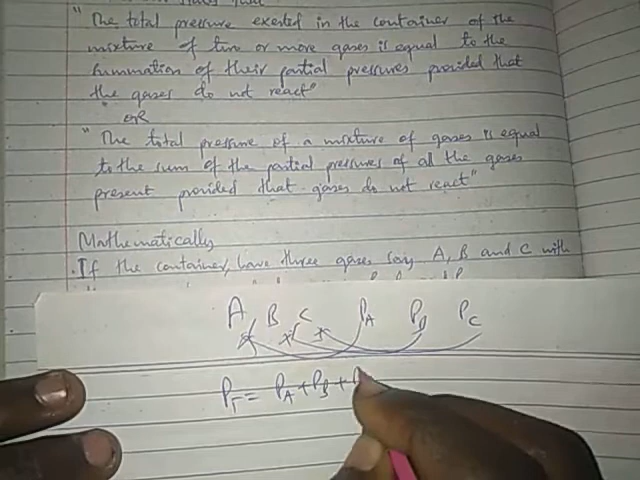 "The total pressure exerted in the container of the
mixture of two or more gases is equal to the
summation of their partial pressures provided that
the gases do not react"
OR
"The total pressure of a mixture of gases is equal
to the sum of the partial pressures of all the gases
present provided that gases do not react"
Mathematically
. If the container, have three gases say A, B and C with
A, B C PA PB PC
PT = PA + PB + P